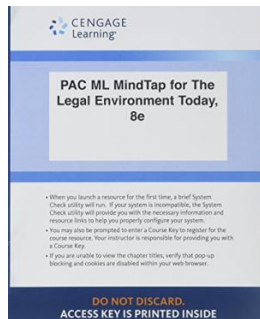 CENGAGE
Learning®
PAC ML MindTap for The
Legal Environment Today,
8e
• When you launch a resource for the first time, a brief System
Check utility will run. If your system is incompatible, the System
Check utility will provide you with the necessary information and
resource links to help you properly configure your system.
• You may also be prompted to enter a Course Key to register for the
course resource. Your instructor is responsible for providing you with
a Course Key.
• If you are unable to view the chapter titles, verify that pop-up
blocking and cookies are disabled within your web browser.
DO NOT DISCARD.
ACCESS KEY IS PRINTED INSIDE